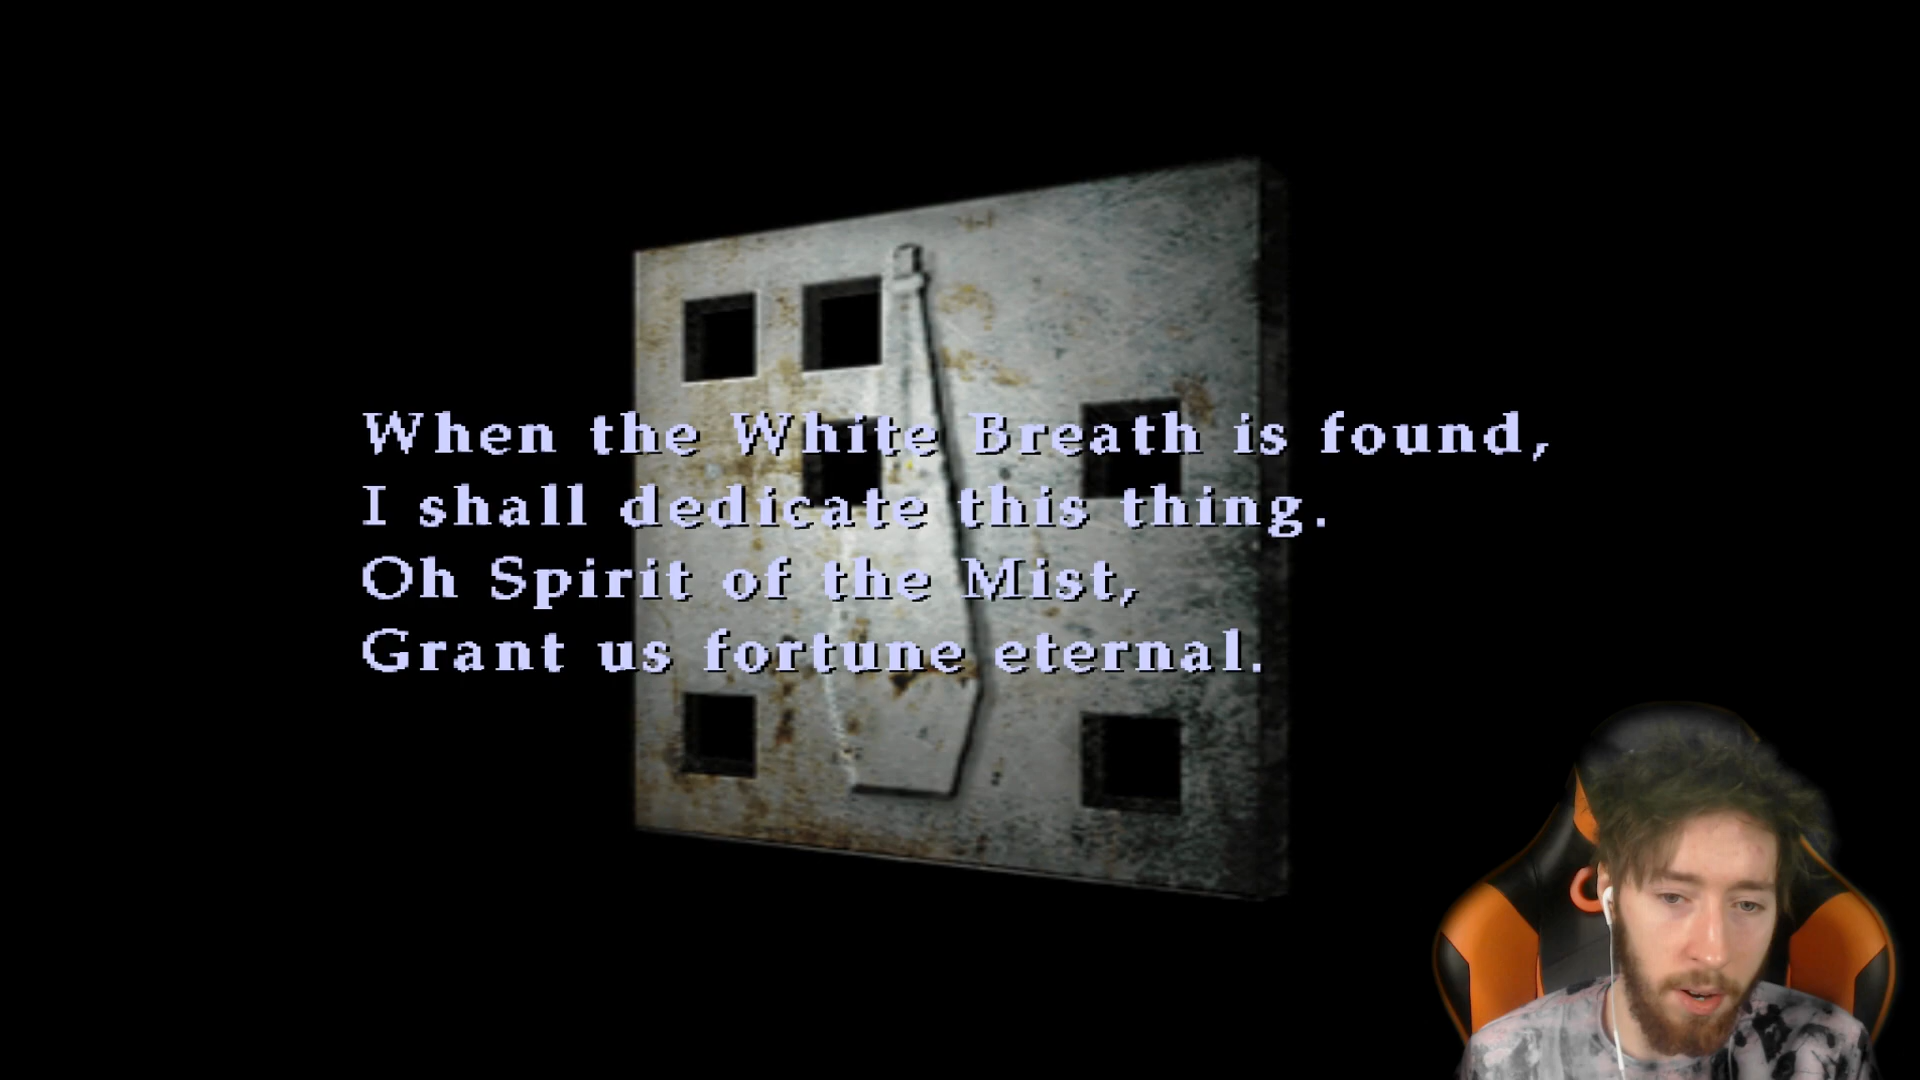 When the White Breath is found,
I shall dedicate this thing.
Oh Spirit of the Mist,
Grant us fortune eternal.